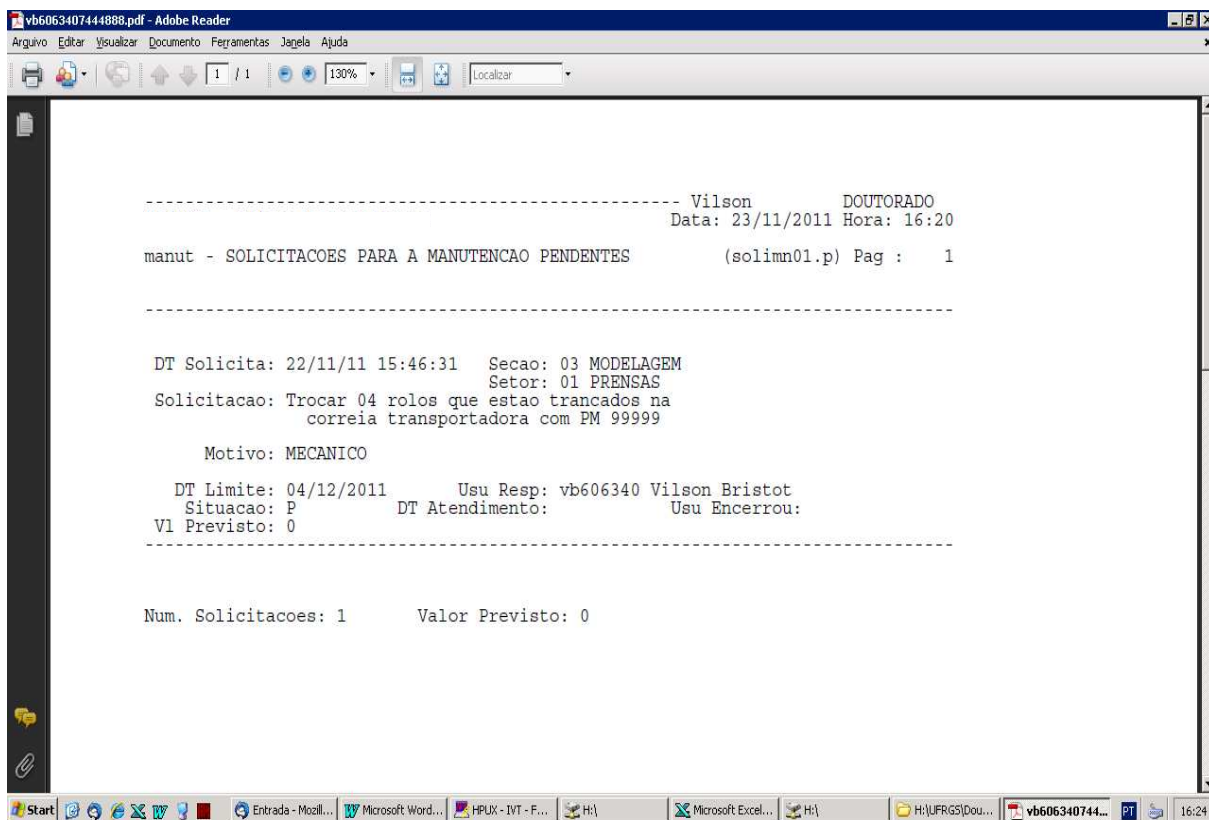 vb6063407444888.pdf - Adobe Reader
Arquivo Editar Visualizar Documento Ferramentas Janela Ajuda
1 / 1 130% Localizar
---------------------------------------------------- Vilson DOUTORADO
Data: 23/11/2011 Hora: 16:20
manut - SOLICITACOES PARA A MANUTENCAO PENDENTES (solimn01.p) Pag : 1
--------------------------------------------------------------------------------
DT Solicita: 22/11/11 15:46:31 Secao: 03 MODELAGEM
Setor: 01 PRENSAS
Solicitacao: Trocar 04 rolos que estao trancados na
correia transportadora com PM 99999
Motivo: MECANICO
DT Limite: 04/12/2011 Usu Resp: vb606340 Vilson Bristot
Situacao: P DT Atendimento: Usu Encerrou:
Vl Previsto: 0
--------------------------------------------------------------------------------
Num. Solicitacoes: 1 Valor Previsto: 0
Start Entrada - Mozill... Microsoft Word... HPUX - IVT - F... H:\ Microsoft Excel... H:\ H:\UFRGS\Dou... vb606340744... PT 16:24